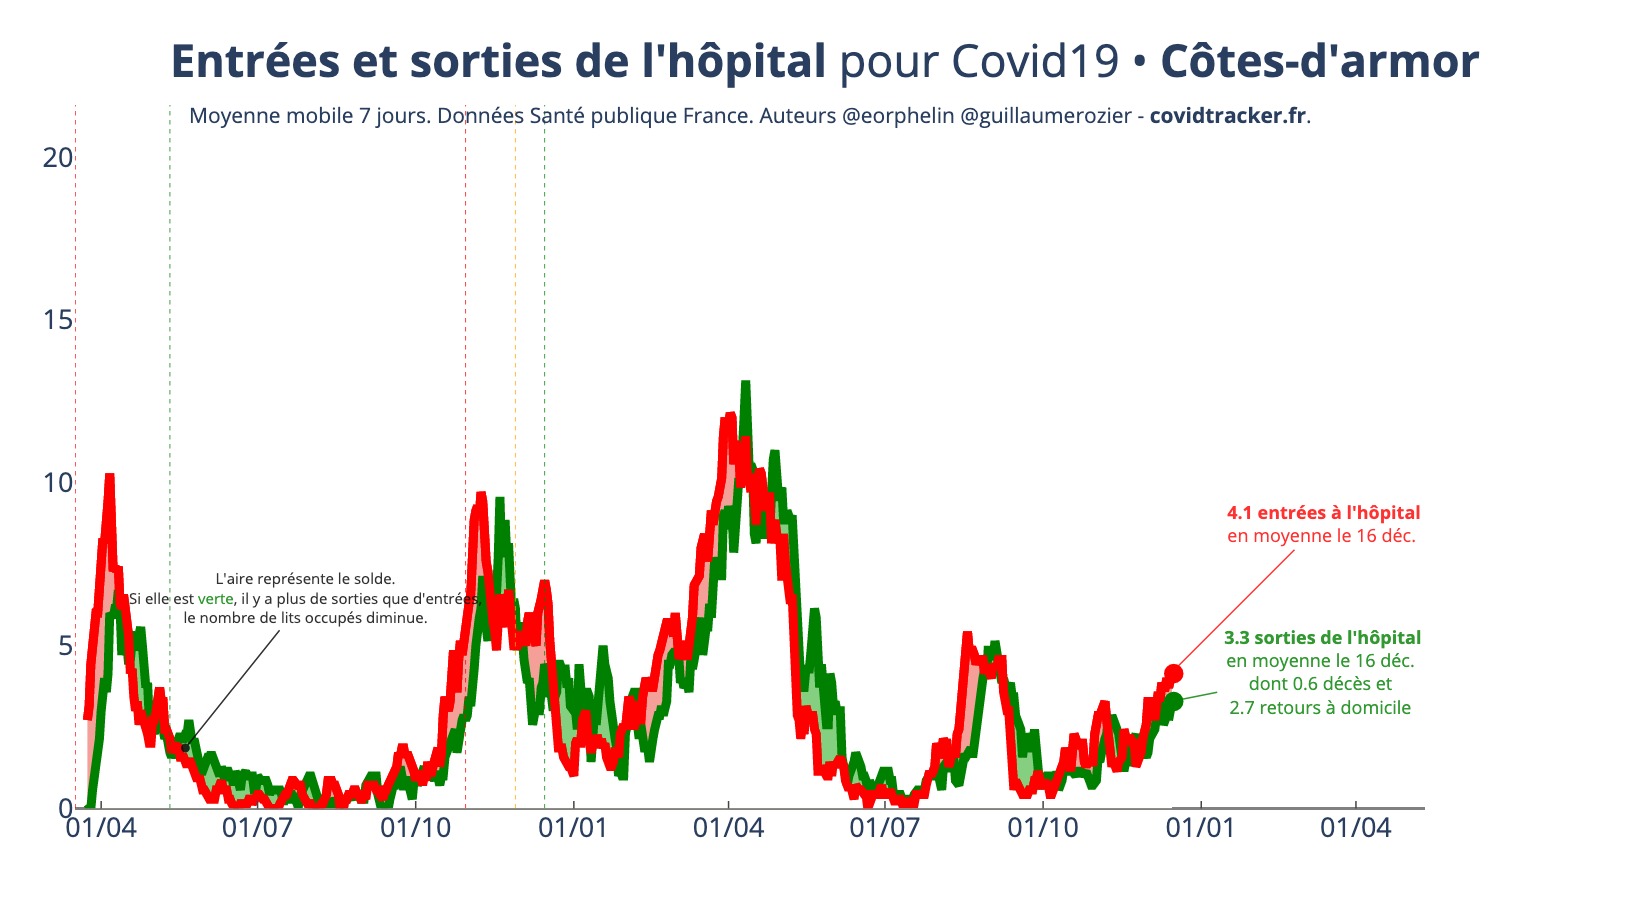 Entrées et sorties de l'hôpital pour Covid19 • Côtes-d'armor
Moyenne mobile 7 jours. Données Santé publique France. Auteurs @eorphelin @guillaumerozier - covidtracker.fr.
20
15
10
5
0
4.1 entrées à l'hôpital
en moyenne le 16 déc.
L'aire représente le solde.
Si elle est verte, il y a plus de sorties que d'entrées,
le nombre de lits occupés diminue.
3.3 sorties de l'hôpital
en moyenne le 16 déc.
dont 0.6 décès et
2.7 retours à domicile
01/04
01/07
01/10
01/01
01/04
01/07
01/10
01/01
01/04